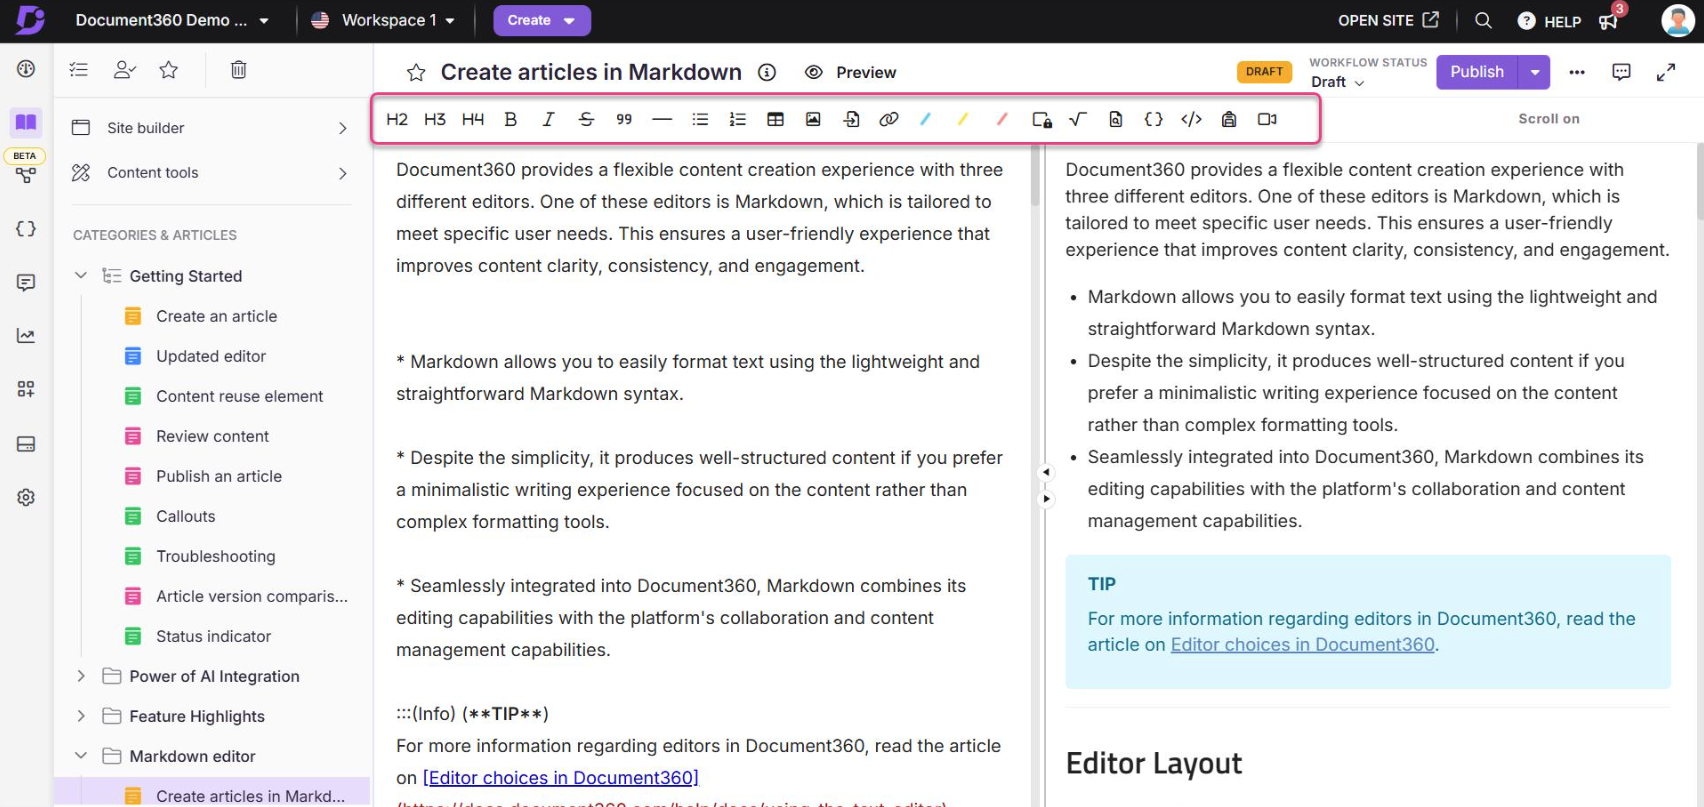 Document360 Demo ...
Workspace 1
Create
OPEN SITE
HELP
3
Create articles in Markdown
Preview
DRAFT
WORKFLOW STATUS
Draft
Publish
H2 H3 H4 B I S 99
Scroll on
BETA
Site builder
Content tools
CATEGORIES & ARTICLES
Getting Started
Create an article
Updated editor
Content reuse element
Review content
Publish an article
Callouts
Troubleshooting
Article version comparis...
Status indicator
Power of AI Integration
Feature Highlights
Markdown editor
Create articles in Markd...
Document360 provides a flexible content creation experience with three
different editors. One of these editors is Markdown, which is tailored to
meet specific user needs. This ensures a user-friendly experience that
improves content clarity, consistency, and engagement.
* Markdown allows you to easily format text using the lightweight and
straightforward Markdown syntax.
* Despite the simplicity, it produces well-structured content if you prefer
a minimalistic writing experience focused on the content rather than
complex formatting tools.
* Seamlessly integrated into Document360, Markdown combines its
editing capabilities with the platform's collaboration and content
management capabilities.
:::(Info) (**TIP**)
For more information regarding editors in Document360, read the article
on [Editor choices in Document360]
(https://docs.document360.com/help/docs/using-the-text-editor)
Document360 provides a flexible content creation experience with
three different editors. One of these editors is Markdown, which is
tailored to meet specific user needs. This ensures a user-friendly
experience that improves content clarity, consistency, and engagement.
• Markdown allows you to easily format text using the lightweight and
straightforward Markdown syntax.
• Despite the simplicity, it produces well-structured content if you
prefer a minimalistic writing experience focused on the content
rather than complex formatting tools.
• Seamlessly integrated into Document360, Markdown combines its
editing capabilities with the platform's collaboration and content
management capabilities.
TIP
For more information regarding editors in Document360, read the
article on Editor choices in Document360.
Editor Layout